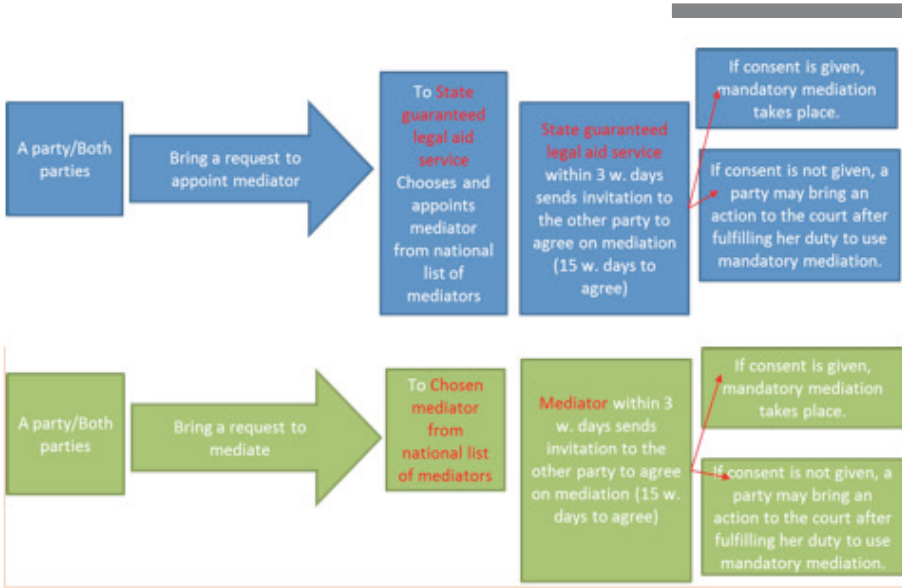 A party/Both
parties
Bring a request to
appoint mediator
To State
guaranteed
legal aid
service
Chooses and
appoints
mediator
from national
list of
mediators
State guaranteed
legal aid service
within 3 w. days
sends invitation to
the other party to
agree on mediation
(15 w. days to
agree)
If consent is given,
mandatory mediation
takes place.
If consent is not given, a
party may bring an
action to the court after
fulfilling her duty to use
mandatory mediation.
A party/Both
parties
Bring a request to
mediate
To Chosen
mediator
from
national list
of mediators
Mediator within 3
w. days sends
invitation to the
other party to agree
on mediation (15 w.
days to agree)
If consent is given,
mandatory mediation
takes place.
If consent is not given, a
party may bring an
action to the court after
fulfilling her duty to use
mandatory mediation.